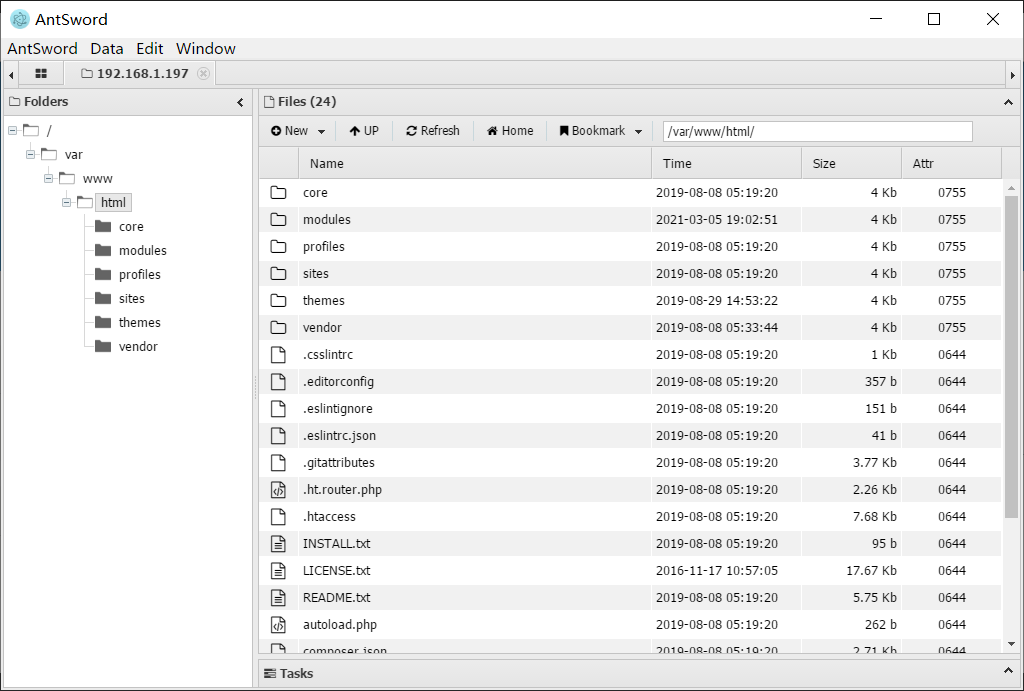 AntSword
AntSword Data Edit Window
192.168.1.197
Folders
/
var
www
html
core
modules
profiles
sites
themes
vendor
Files (24)
New UP Refresh Home Bookmark /var/www/html/
Name Time Size Attr
core 2019-08-08 05:19:20 4 Kb 0755
modules 2021-03-05 19:02:51 4 Kb 0755
profiles 2019-08-08 05:19:20 4 Kb 0755
sites 2019-08-08 05:19:20 4 Kb 0755
themes 2019-08-29 14:53:22 4 Kb 0755
vendor 2019-08-08 05:33:44 4 Kb 0755
.csslintrc 2019-08-08 05:19:20 1 Kb 0644
.editorconfig 2019-08-08 05:19:20 357 b 0644
.eslintignore 2019-08-08 05:19:20 151 b 0644
.eslintrc.json 2019-08-08 05:19:20 41 b 0644
.gitattributes 2019-08-08 05:19:20 3.77 Kb 0644
.ht.router.php 2019-08-08 05:19:20 2.26 Kb 0644
.htaccess 2019-08-08 05:19:20 7.68 Kb 0644
INSTALL.txt 2019-08-08 05:19:20 95 b 0644
LICENSE.txt 2016-11-17 10:57:05 17.67 Kb 0644
README.txt 2019-08-08 05:19:20 5.75 Kb 0644
autoload.php 2019-08-08 05:19:20 262 b 0644
composer.json 2019-08-08 05:19:20 2.71 Kb 0644
Tasks